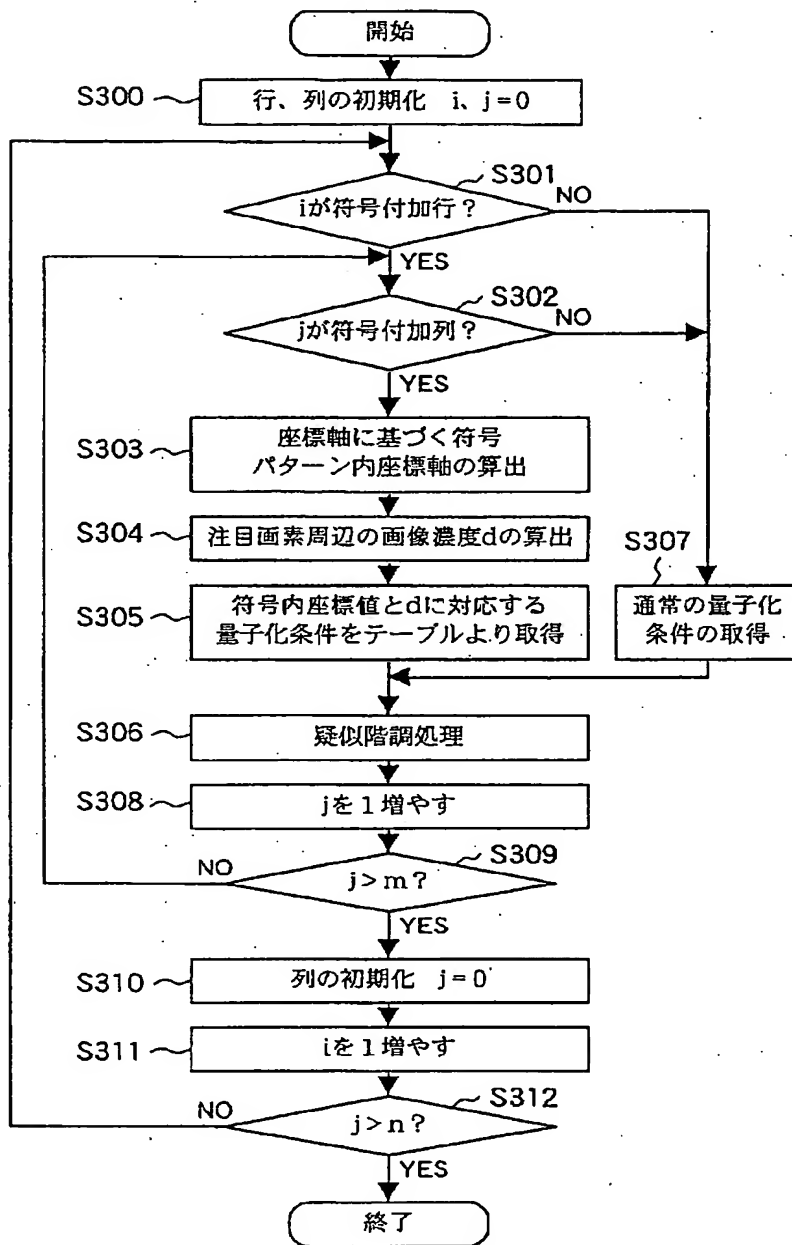 開始
S300
行、列の初期化 i、j=0
S301
iが符号付加行?
NO
YES
S302
jが符号付加列?
NO
YES
S303
座標軸に基づく符号
パターン内座標軸の算出
S304
注目画素周辺の画像濃度dの算出
S305
符号内座標値とdに対応する
量子化条件をテーブルより取得
S307
通常の量子化
条件の取得
S306
疑似階調処理
S308
jを1増やす
S309
j>m?
NO
YES
S310
列の初期化 j=0
S311
iを1増やす
S312
j>n?
NO
YES
終了